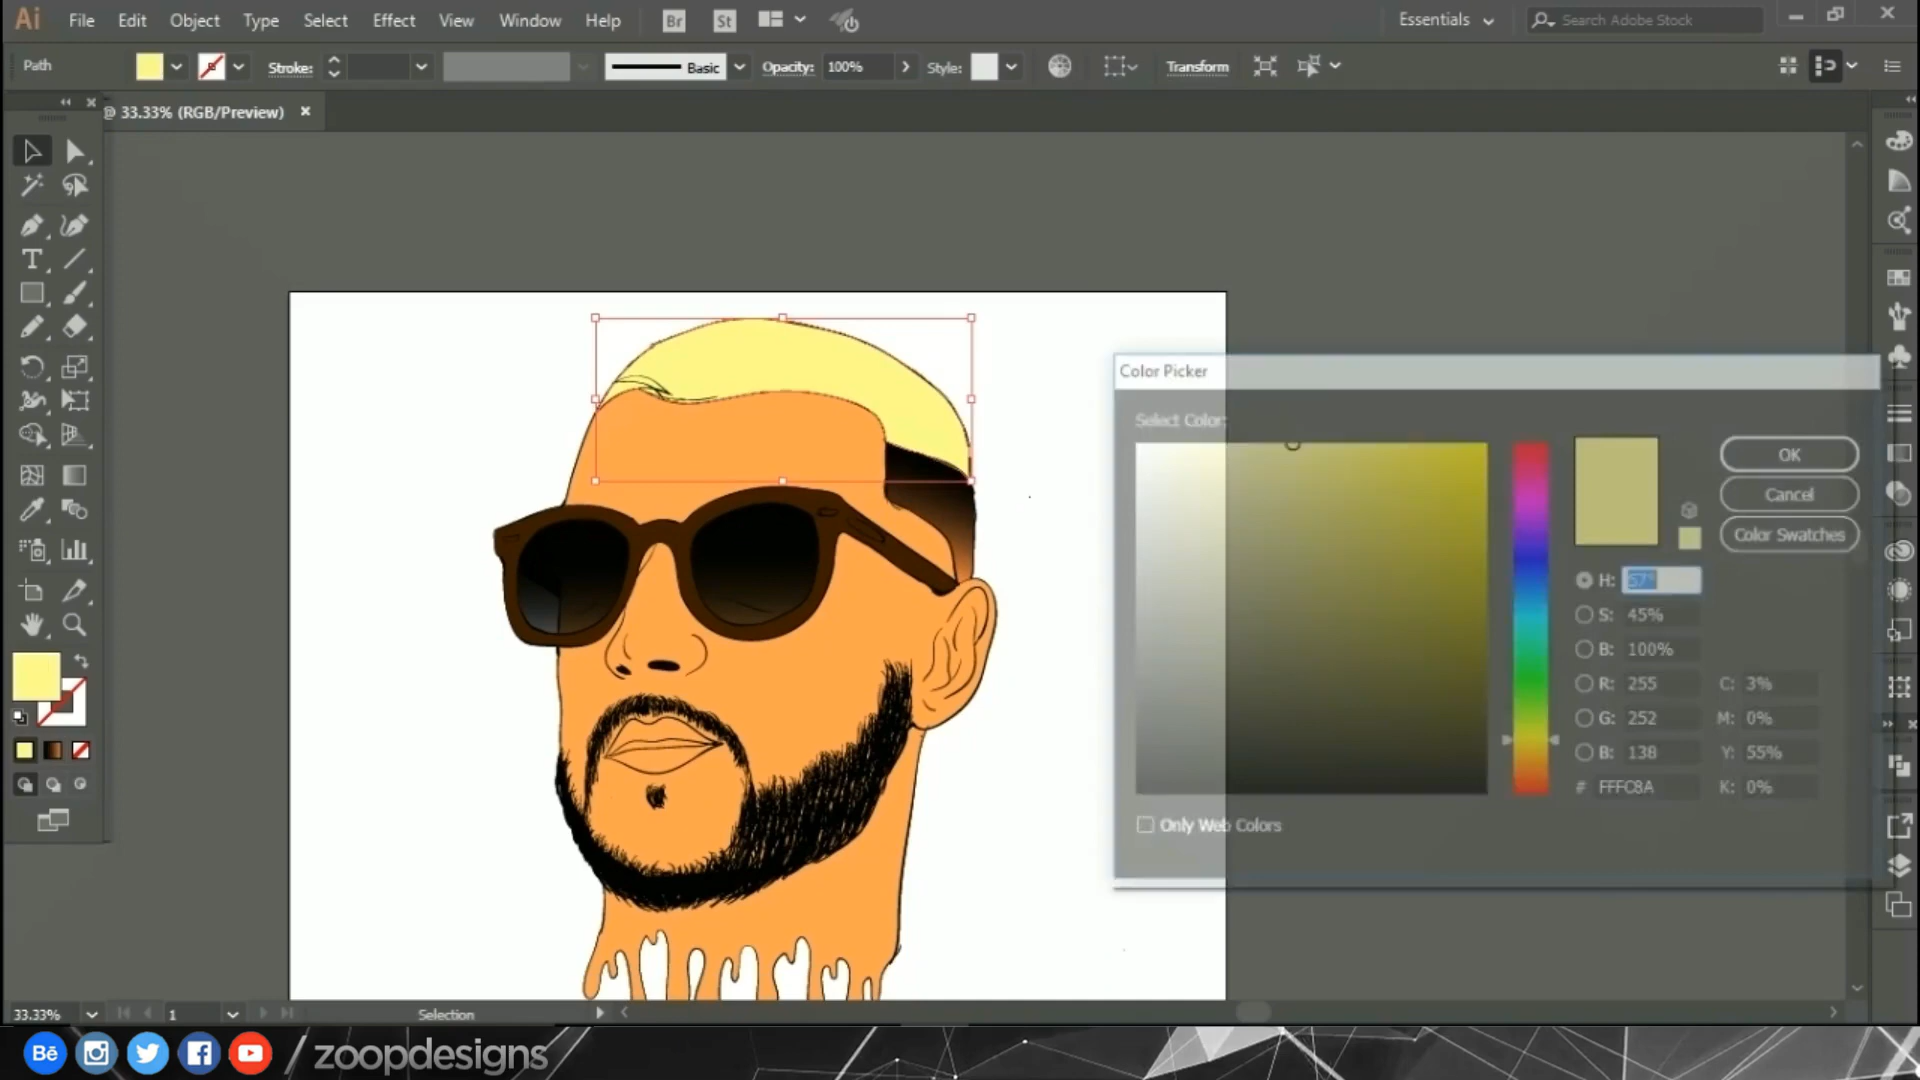 Ai File Edit Object Type Select Effect View Window Help Br St Essentials Search Adobe Stock
Path Stroke: Basic Opacity: 100% Style: Transform
@ 33.33% (RGB/Preview)
Color Picker
Select Color:
OK
Cancel
Color Swatches
H: 57°
S: 45%
B: 100%
R: 255 C: 3%
G: 252 M: 0%
B: 138 Y: 55%
# FFFC8A K: 0%
Only Web Colors
33.33% 1 Selection
Bē / zoopdesigns